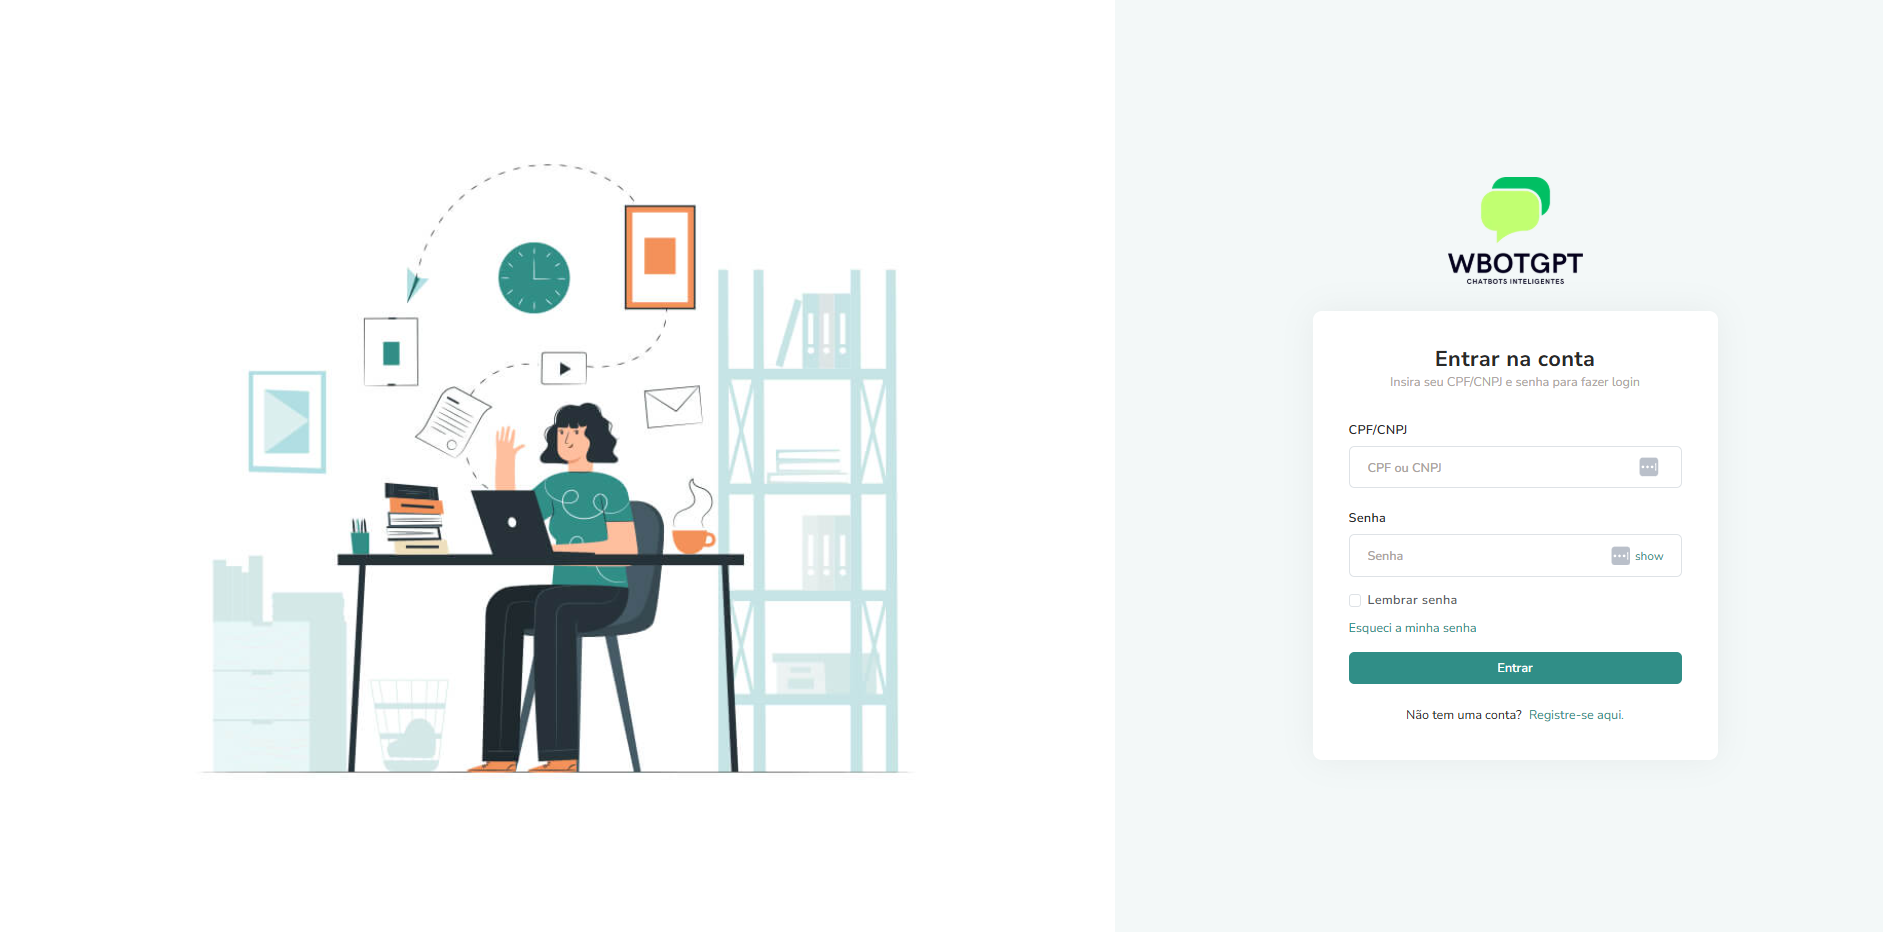 WBOTGPT
CHATBOTS INTELIGENTES
Entrar na conta
Insira seu CPF/CNPJ e senha para fazer login
CPF/CNPJ
CPF ou CNPJ
Senha
Senha
show
Lembrar senha
Esqueci a minha senha
Entrar
Não tem uma conta? Registre-se aqui.